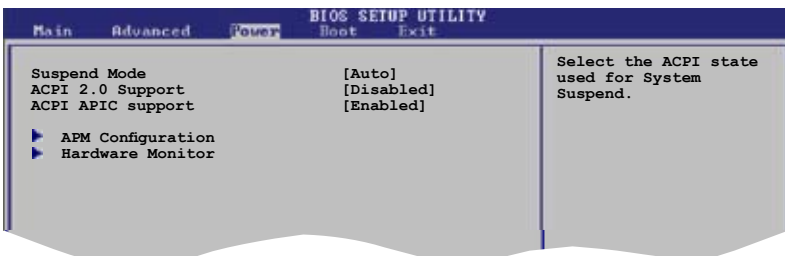 BIOS SETUP UTILITY
Main Advanced Power Boot Exit
Suspend Mode [Auto]
ACPI 2.0 Support [Disabled]
ACPI APIC support [Enabled]
APM Configuration
Hardware Monitor
Select the ACPI state
used for System
Suspend.